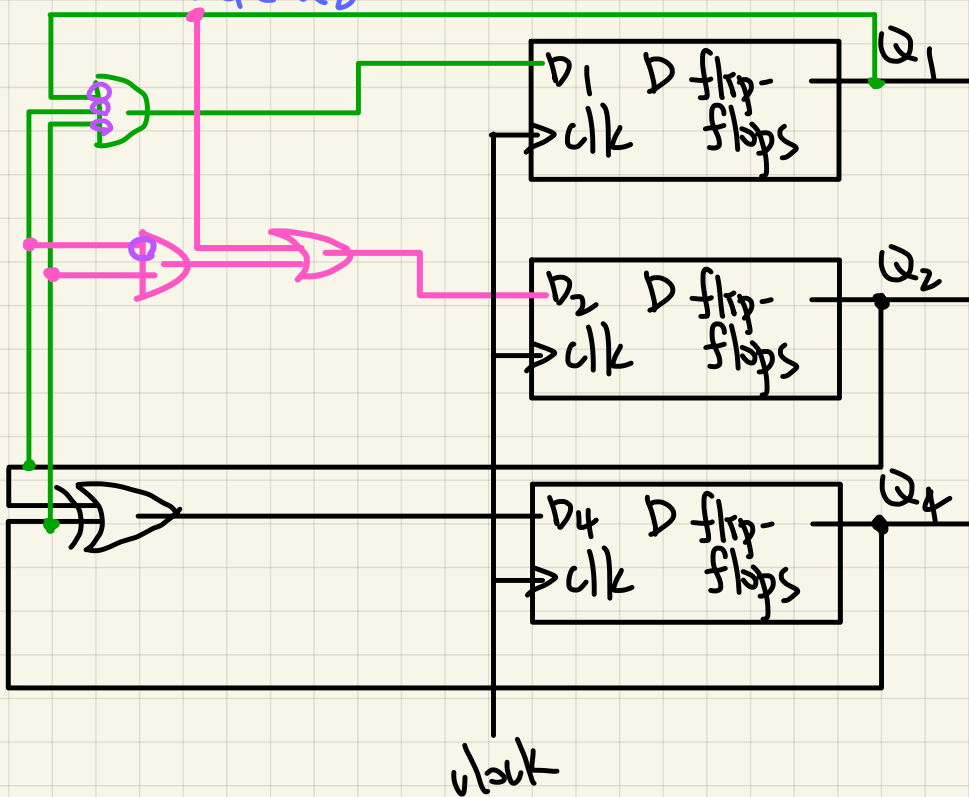 Q1
D1 D flip-
clk flops
Q2
D2 D flip-
clk flops
Q4
D4 D flip-
clk flops
clock